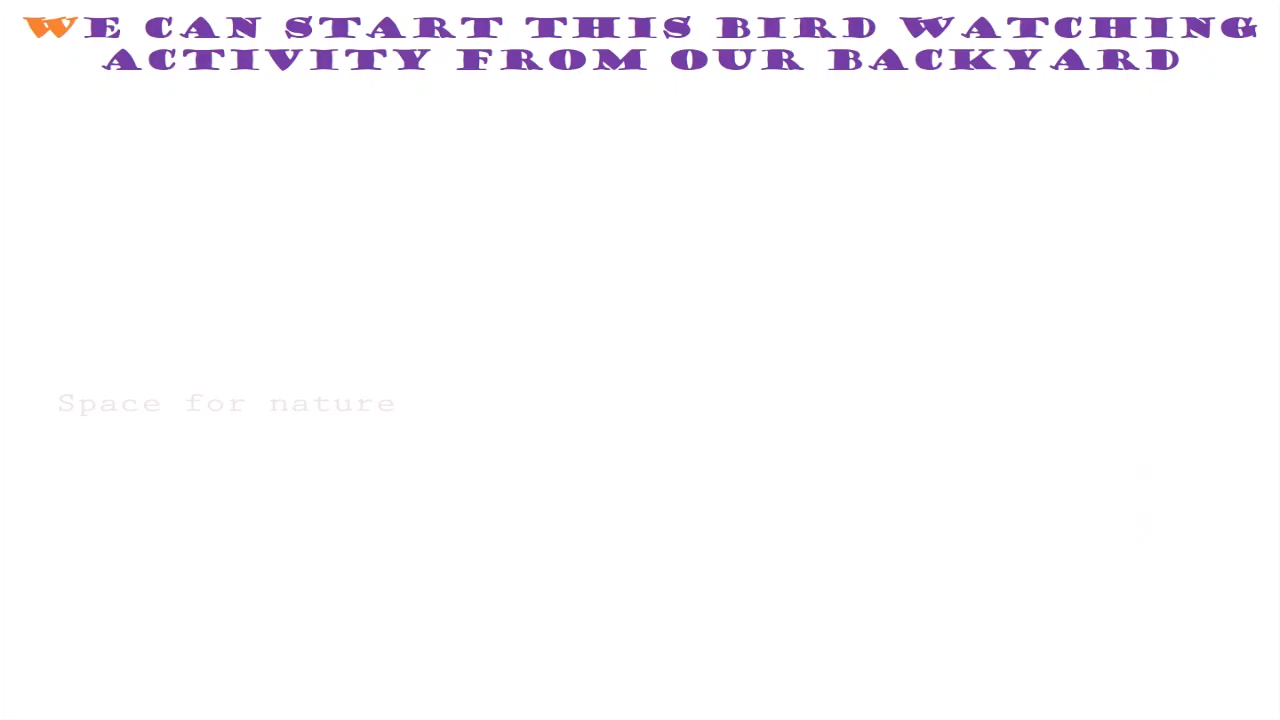 WE CAN START THIS BIRD WATCHING
ACTIVITY FROM OUR BACKYARD
Space for nature